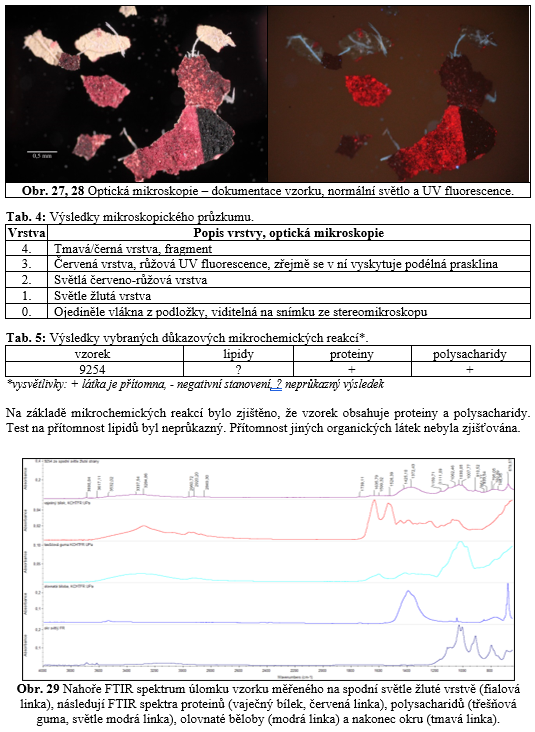 0,5 mm
Obr. 27, 28 Optická mikroskopie – dokumentace vzorku, normální světlo a UV fluorescence.
Tab. 4: Výsledky mikroskopického průzkumu.
Vrstva Popis vrstvy, optická mikroskopie
4. Tmavá/černá vrstva, fragment
3. Červená vrstva, růžová UV fluorescence, zřejmě se v ní vyskytuje podélná prasklina
2. Světlá červeno-růžová vrstva
1. Světle žlutá vrstva
0. Ojediněle vlákna z podložky, viditelná na snímku ze stereomikroskopu
Tab. 5: Výsledky vybraných důkazových mikrochemických reakcí*.
vzorek lipidy proteiny polysacharidy
9254 ? + +
*vysvětlivky: + látka je přítomna, - negativní stanovení, ? neprůkazný výsledek
Na základě mikrochemických reakcí bylo zjištěno, že vzorek obsahuje proteiny a polysacharidy.
Test na přítomnost lipidů byl neprůkazný. Přítomnost jiných organických látek nebyla zjišťována.
Obr. 29 Nahoře FTIR spektrum úlomku vzorku měřeného na spodní světle žluté vrstvě (fialová
linka), následují FTIR spektra proteinů (vaječný bílek, červená linka), polysacharidů (třešňová
guma, světle modrá linka), olovnaté běloby (modrá linka) a nakonec okru (tmavá linka).